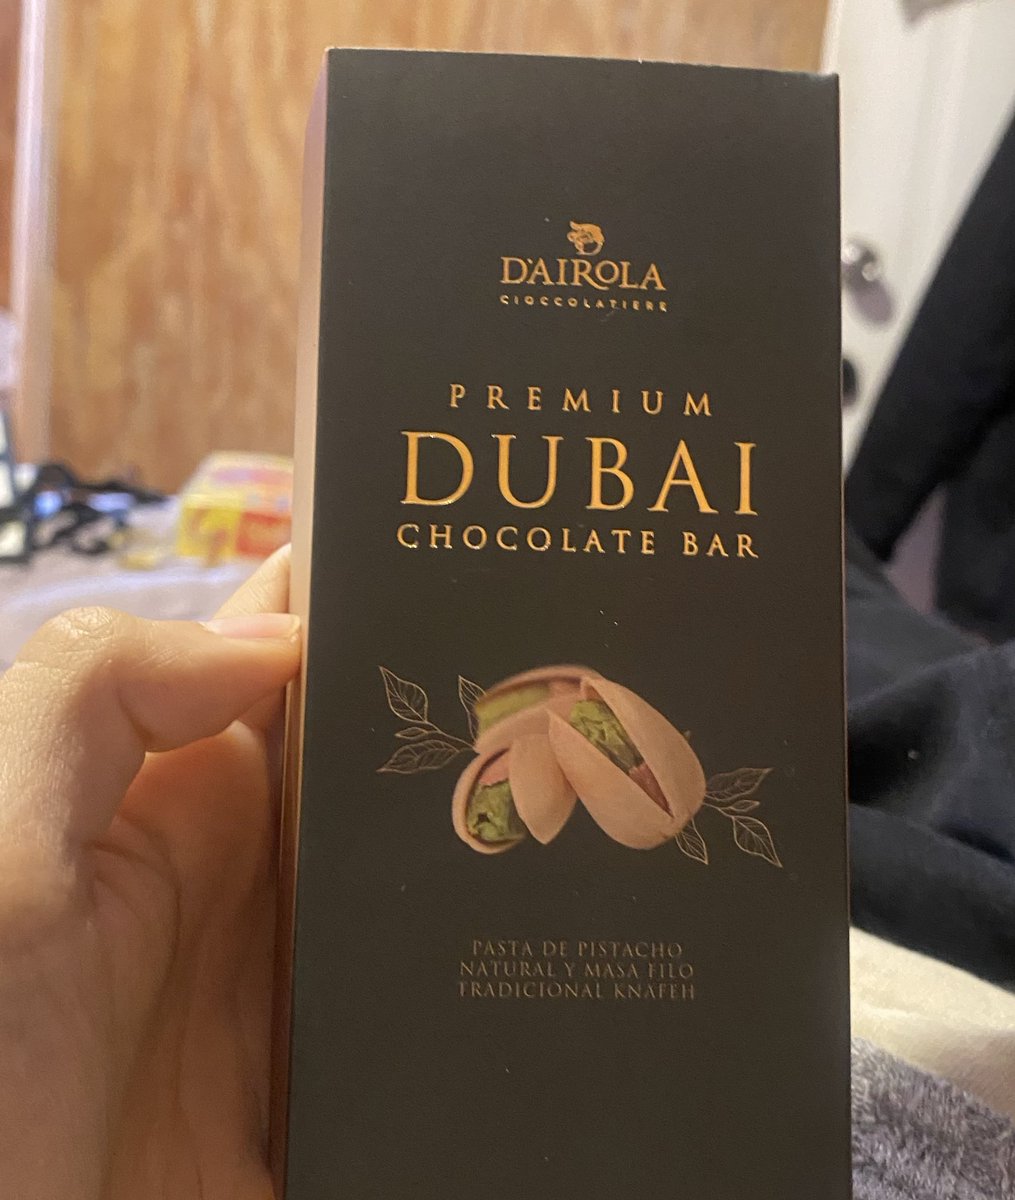 D'AIROLA
CIOCCOLATIERE
PREMIUM
DUBAI
CHOCOLATE BAR
PASTA DE PISTACHO
NATURAL Y MASA FILO
TRADICIONAL KNAFEH